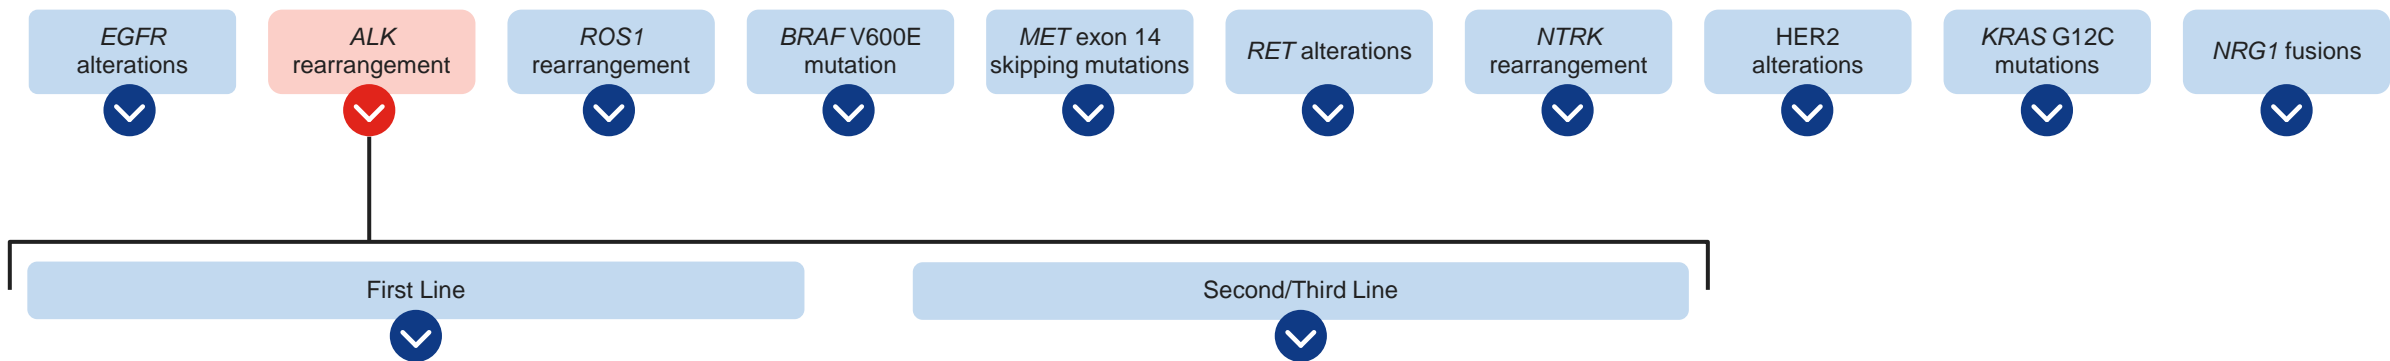 EGFR
alterations
ALK
rearrangement
ROS1
rearrangement
BRAF V600E
mutation
MET exon 14
skipping mutations
RET alterations
NTRK
rearrangement
HER2
alterations
KRAS G12C
mutations
NRG1 fusions
First Line
Second/Third Line